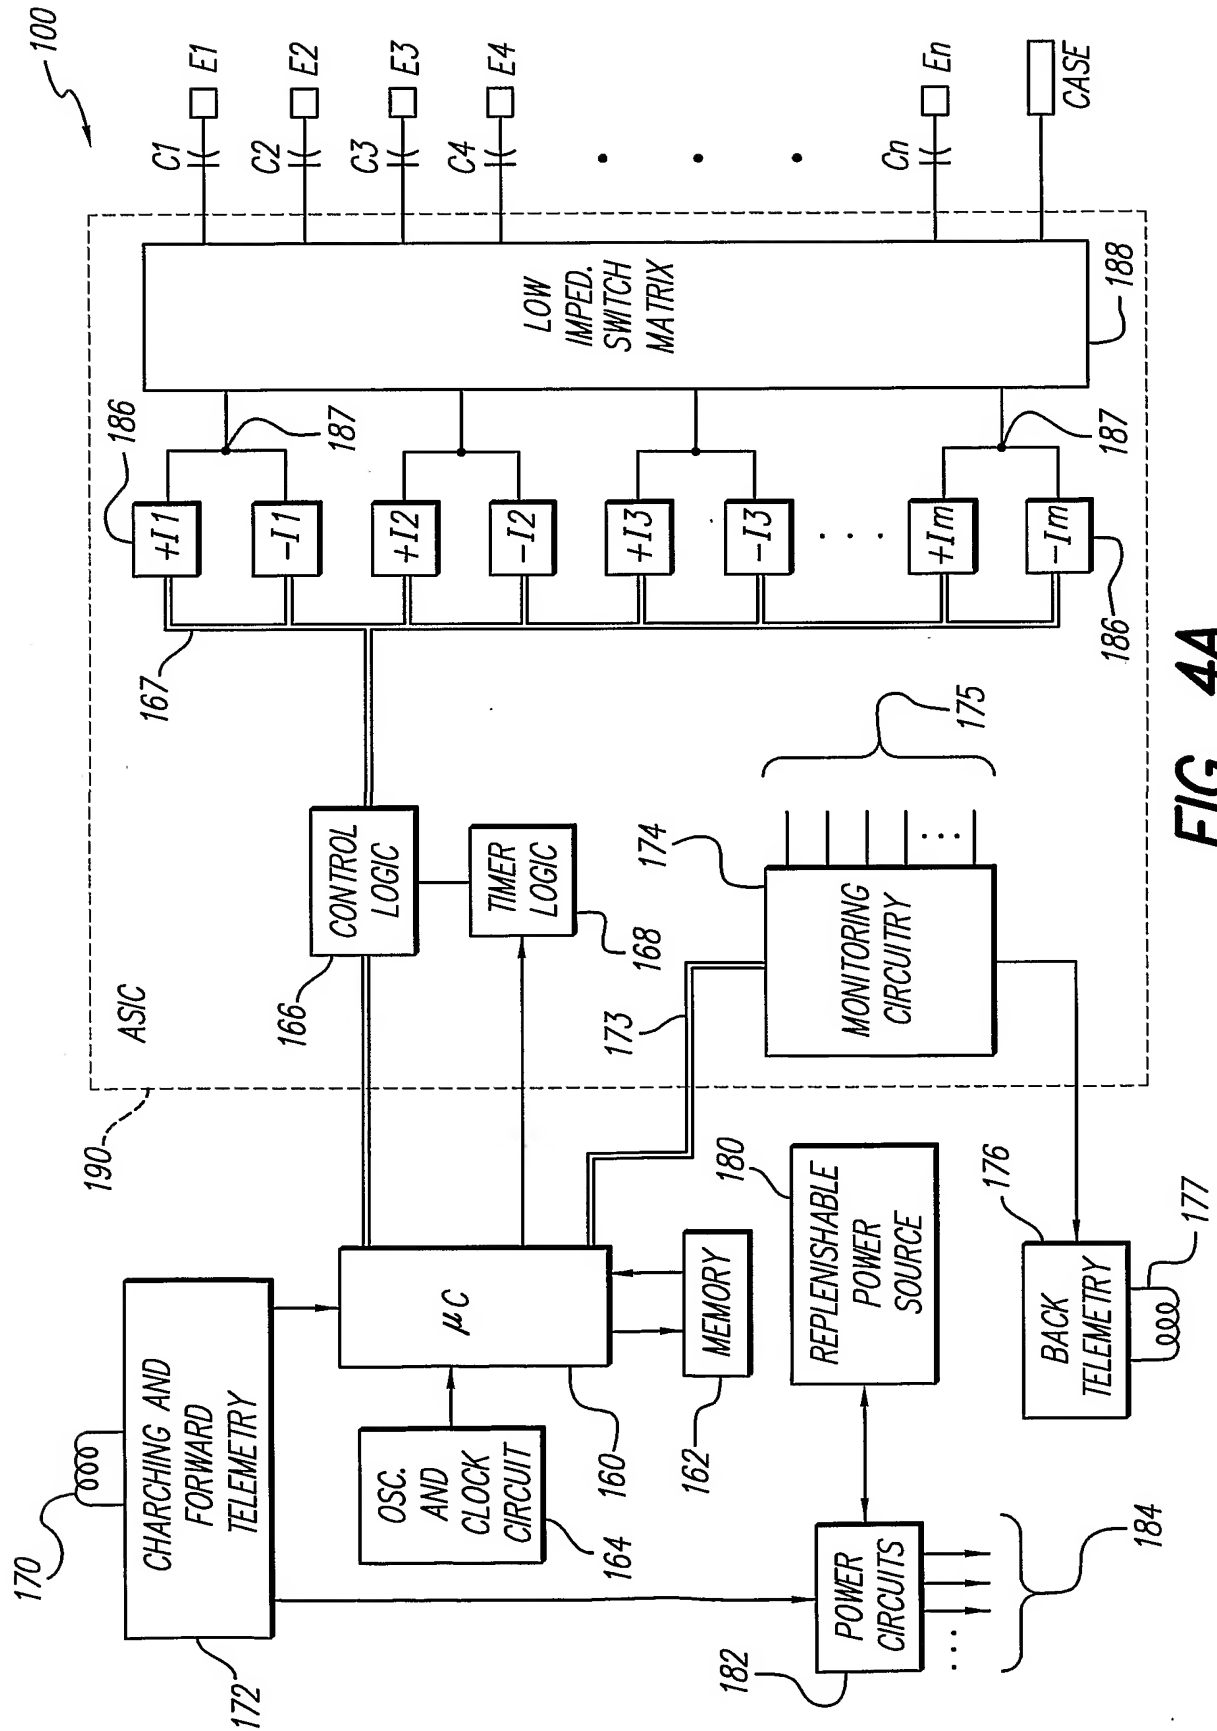 100
170
CHARCHING AND
FORWARD
TELEMETRY
172
OSC.
AND
CLOCK
CIRCUIT
164
µC
160
MEMORY
162
POWER
CIRCUITS
182
184
REPLENISHABLE
POWER
SOURCE
180
BACK
TELEMETRY
176
177
190
ASIC
CONTROL
LOGIC
166
TIMER
LOGIC
168
173
MONITORING
CIRCUITRY
174
175
167
+I1
-I1
+I2
-I2
+I3
-I3
+Im
-Im
186
186
187
187
LOW
IMPED.
SWITCH
MATRIX
188
C1
E1
C2
E2
C3
E3
C4
E4
Cn
En
CASE
FIG. 4A